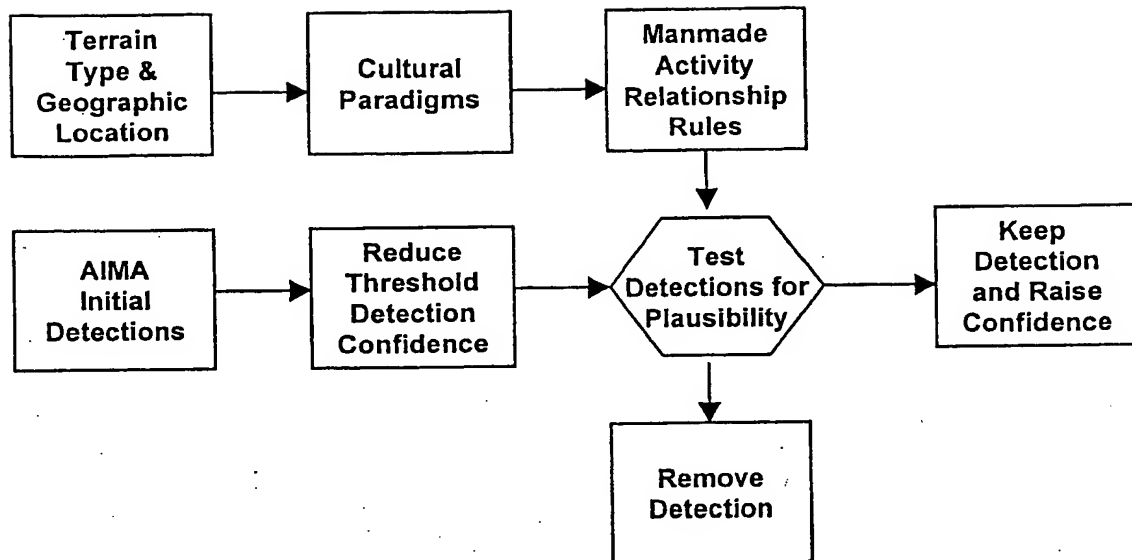 Terrain
Type &
Geographic
Location
Cultural
Paradigms
Manmade
Activity
Relationship
Rules
AIMA
Initial
Detections
Reduce
Threshold
Detection
Confidence
Test
Detections for
Plausibility
Keep
Detection
and Raise
Confidence
Remove
Detection